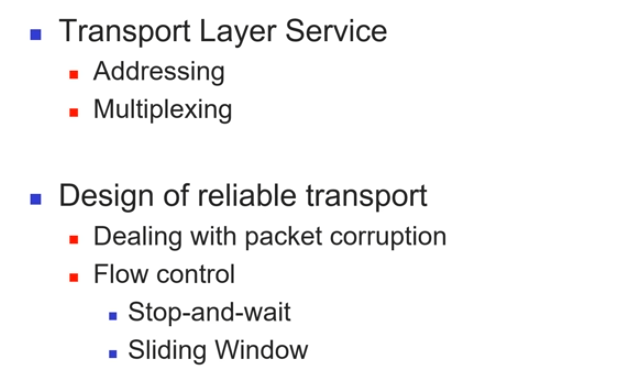 Transport Layer Service
Addressing
Multiplexing
Design of reliable transport
Dealing with packet corruption
Flow control
Stop-and-wait
Sliding Window